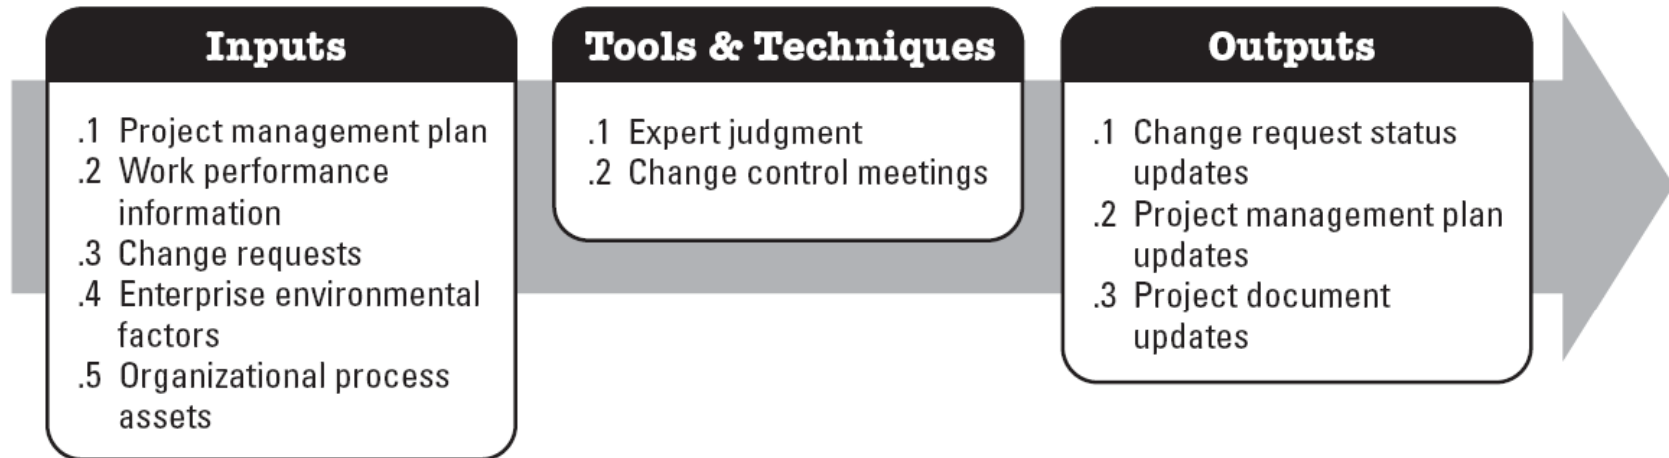 Inputs
.1 Project management plan
.2 Work performance
information
.3 Change requests
.4 Enterprise environmental
factors
.5 Organizational process
assets
Tools & Techniques
.1 Expert judgment
.2 Change control meetings
Outputs
.1 Change request status
updates
.2 Project management plan
updates
.3 Project document
updates